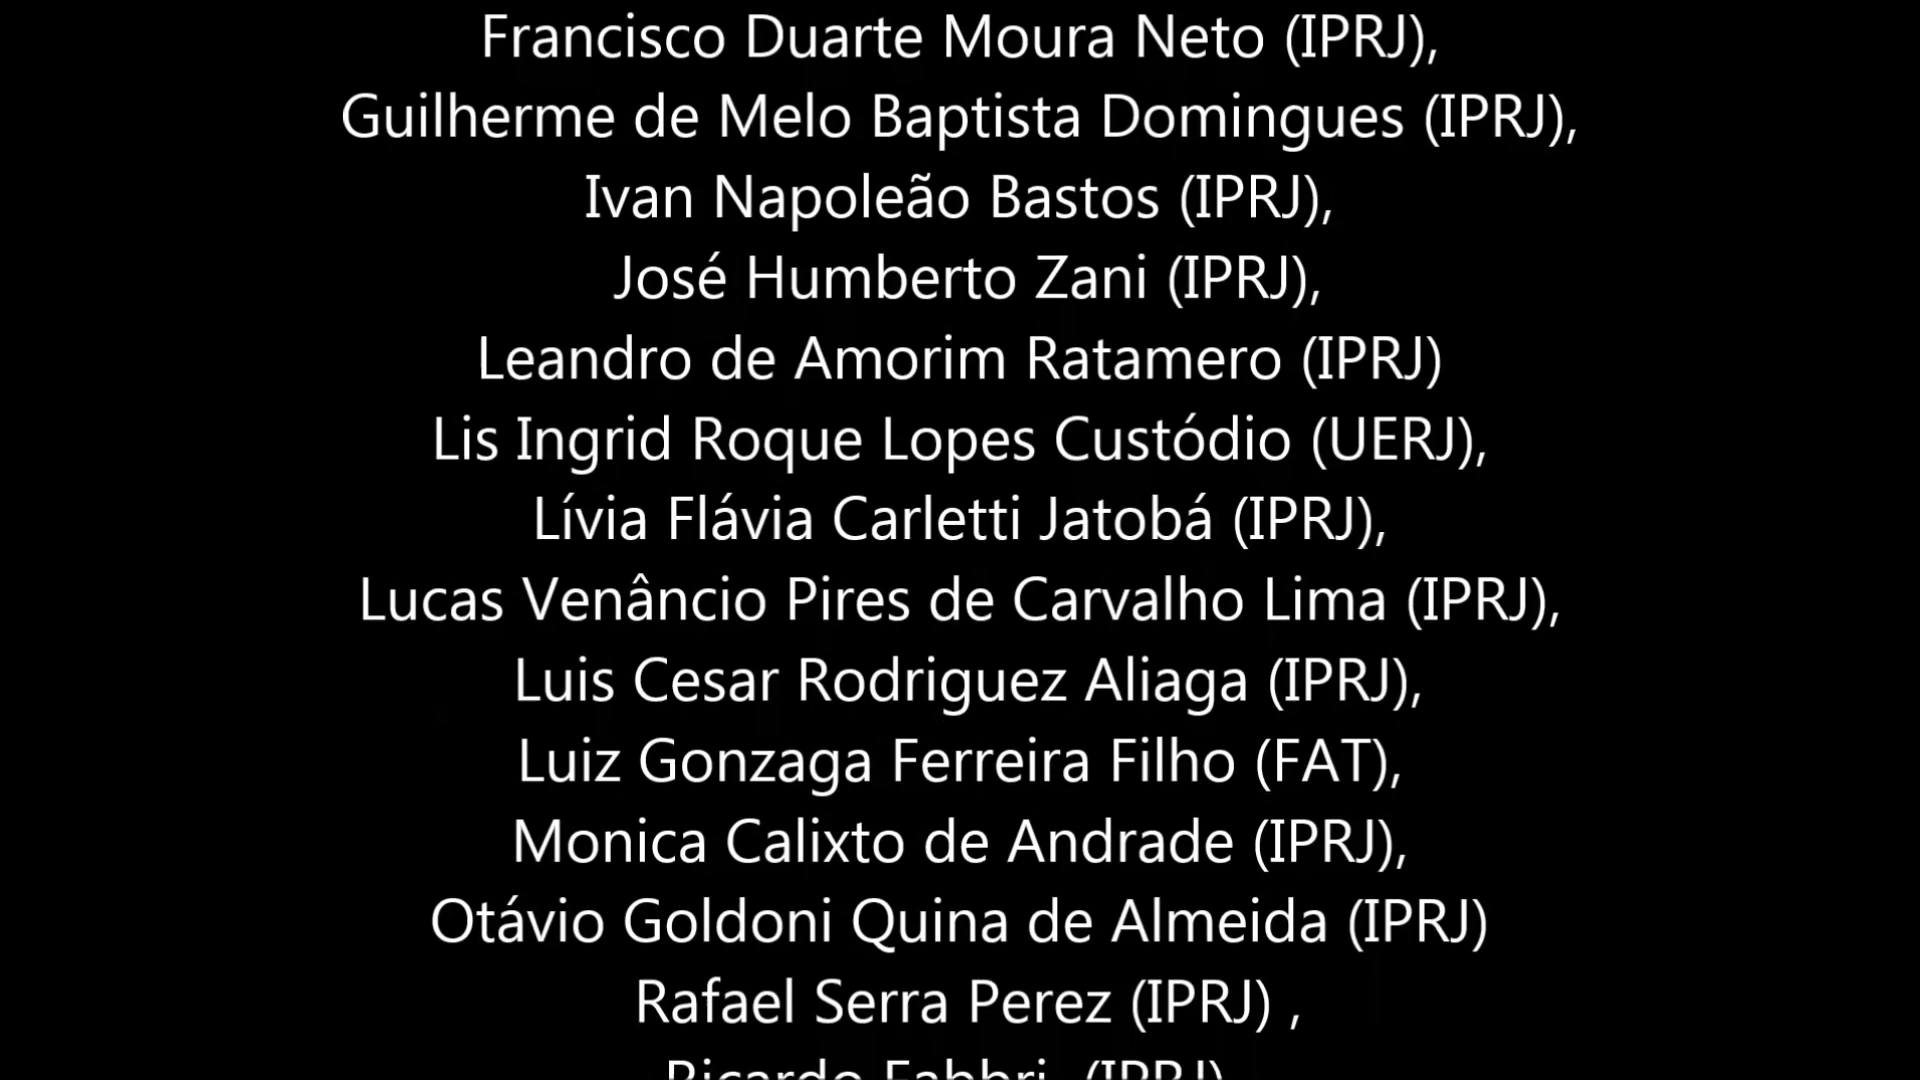 Francisco Duarte Moura Neto (IPRJ),
Guilherme de Melo Baptista Domingues (IPRJ),
Ivan Napoleão Bastos (IPRJ),
José Humberto Zani (IPRJ),
Leandro de Amorim Ratamero (IPRJ)
Lis Ingrid Roque Lopes Custódio (UERJ),
Lívia Flávia Carletti Jatobá (IPRJ),
Lucas Venâncio Pires de Carvalho Lima (IPRJ),
Luis Cesar Rodriguez Aliaga (IPRJ),
Luiz Gonzaga Ferreira Filho (FAT),
Monica Calixto de Andrade (IPRJ),
Otávio Goldoni Quina de Almeida (IPRJ)
Rafael Serra Perez (IPRJ) ,
Ricardo Fabbri (IPRJ)